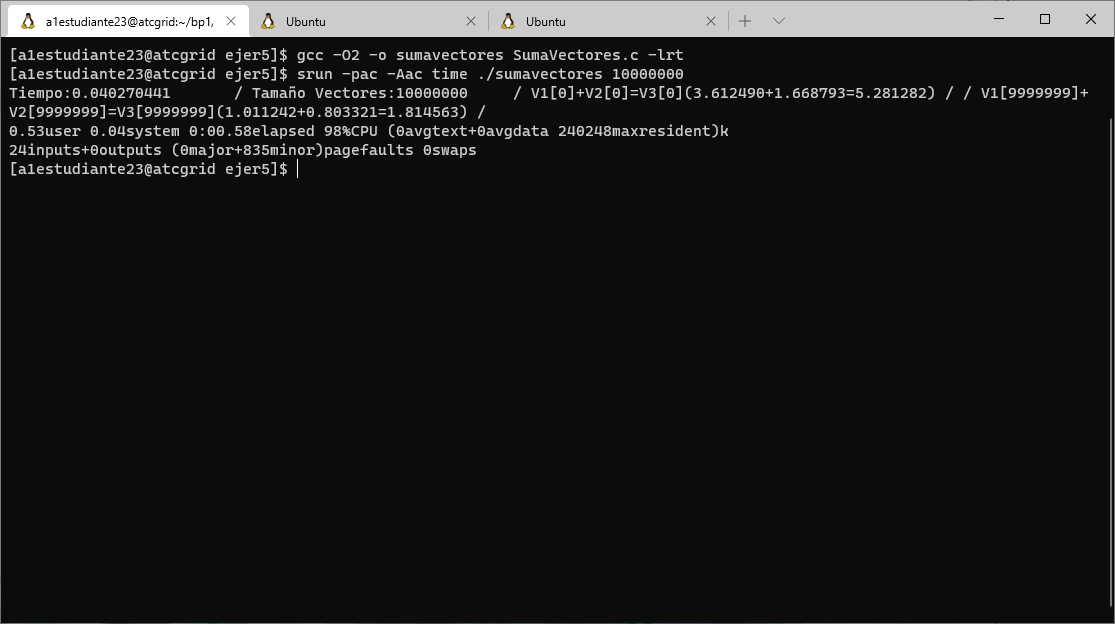 a1estudiante23@atcgrid:~/bp1/
Ubuntu
Ubuntu
[a1estudiante23@atcgrid ejer5]$ gcc -O2 -o sumavectores SumaVectores.c -lrt
[a1estudiante23@atcgrid ejer5]$ srun -pac -Aac time ./sumavectores 10000000
Tiempo:0.040270441       / Tamaño Vectores:10000000     / V1[0]+V2[0]=V3[0](3.612490+1.668793=5.281282) / / V1[9999999]+
V2[9999999]=V3[9999999](1.011242+0.803321=1.814563) /
0.53user 0.04system 0:00.58elapsed 98%CPU (0avgtext+0avgdata 240248maxresident)k
24inputs+0outputs (0major+835minor)pagefaults 0swaps
[a1estudiante23@atcgrid ejer5]$